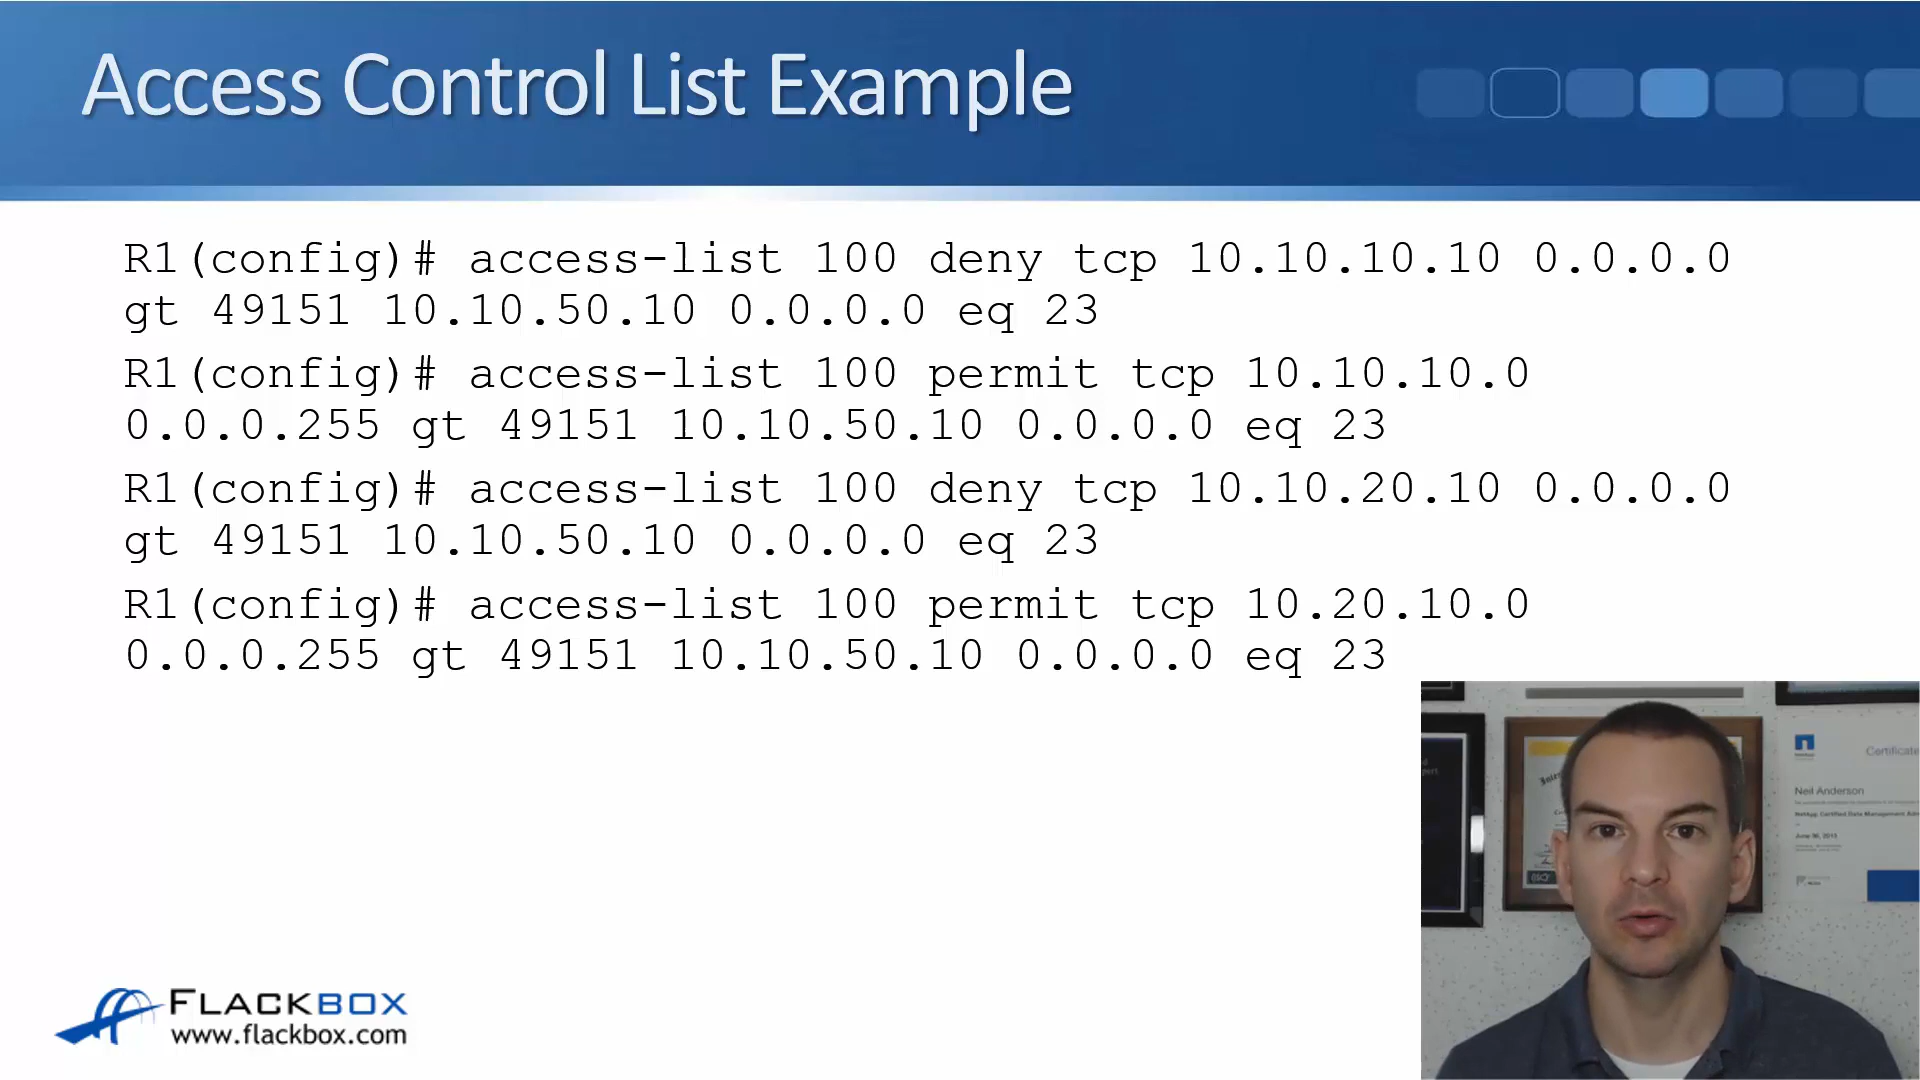 Access Control List Example
R1(config)# access-list 100 deny tcp 10.10.10.10 0.0.0.0
gt 49151 10.10.50.10 0.0.0.0 eq 23
R1(config)# access-list 100 permit tcp 10.10.10.0
0.0.0.255 gt 49151 10.10.50.10 0.0.0.0 eq 23
R1(config)# access-list 100 deny tcp 10.10.20.10 0.0.0.0
gt 49151 10.10.50.10 0.0.0.0 eq 23
R1(config)# access-list 100 permit tcp 10.20.10.0
0.0.0.255 gt 49151 10.10.50.10 0.0.0.0 eq 23
Certificate
Neil Anderson
NetApp Certified Data Management
FLACKBOX
www.flackbox.com